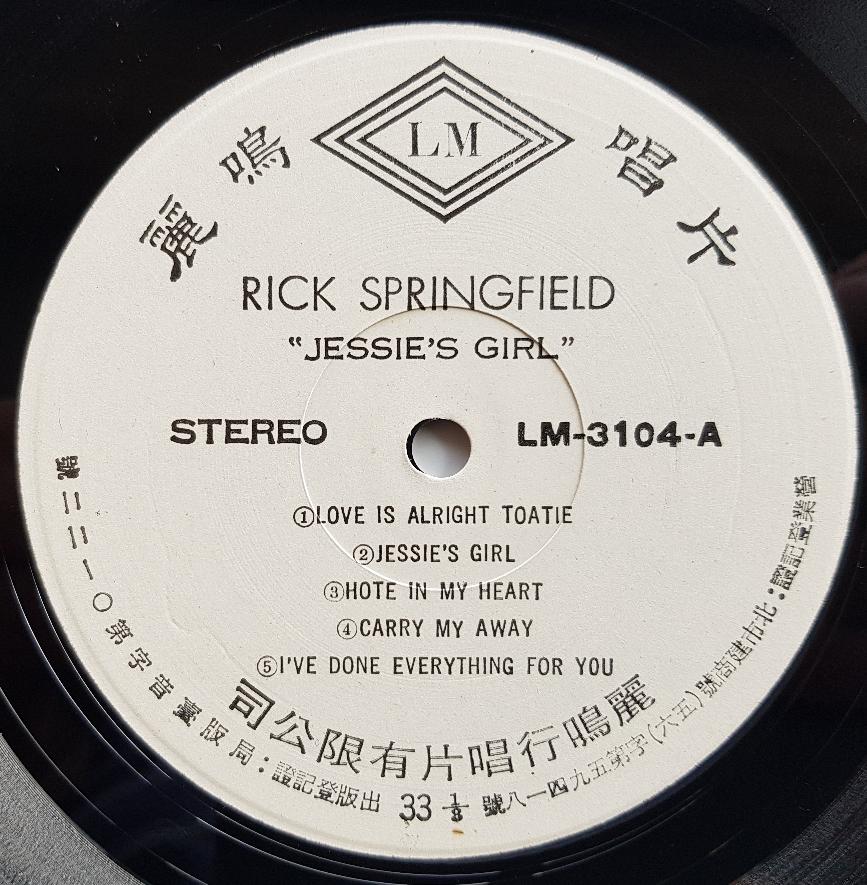 LM
麗鳴唱片
RICK SPRINGFIELD
“JESSIE'S GIRL”
STEREO
LM-3104-A
①LOVE IS ALRIGHT TOATIE
②JESSIE'S GIRL
③HOTE IN MY HEART
④CARRY MY AWAY
⑤I'VE DONE EVERYTHING FOR YOU
麗鳴行唱片有限公司
營業登記證:北市建商號(五六)字第五九四一八號
33 1/3
出版登記證:局版臺音字第〇一二二號